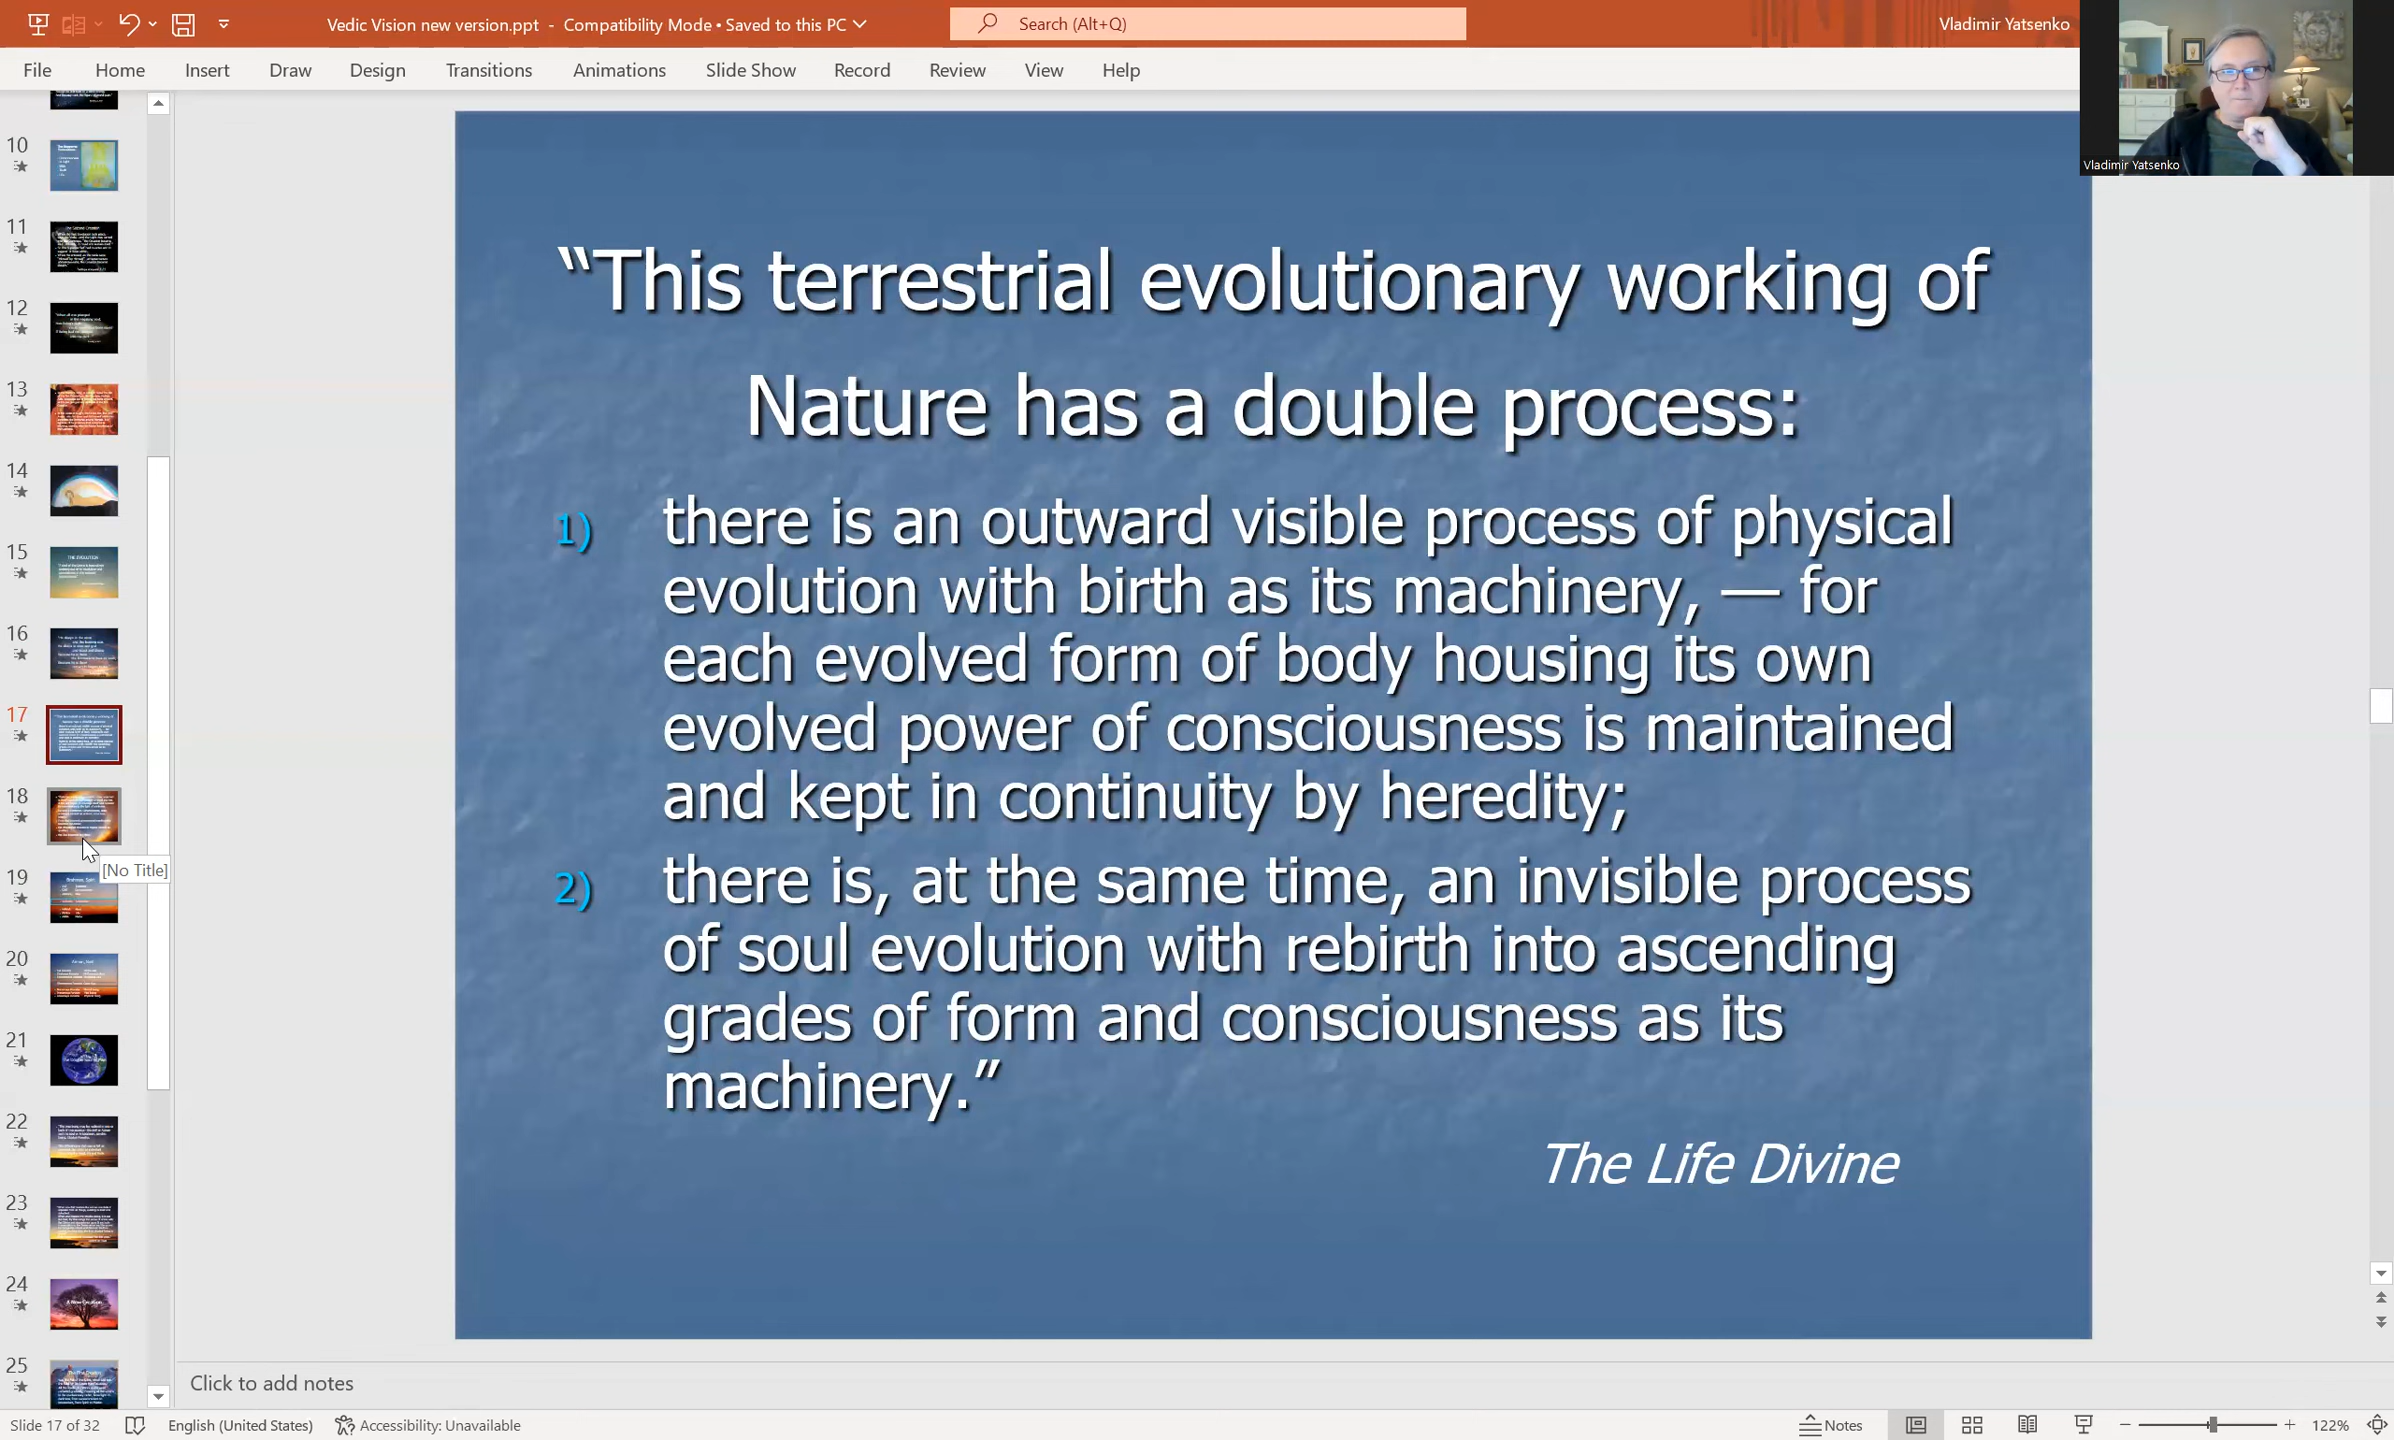 Vedic Vision new version.ppt - Compatibility Mode • Saved to this PC
Search (Alt+Q)
Vladimir Yatsenko
File Home Insert Draw Design Transitions Animations Slide Show Record Review View Help
Vladimir Yatsenko
10
11
12
13
14
15
THE EVOLUTION
16
17
18
[No Title]
19
20
21
22
23
24
25
“This terrestrial evolutionary working of
Nature has a double process:
1) there is an outward visible process of physical
evolution with birth as its machinery, — for
each evolved form of body housing its own
evolved power of consciousness is maintained
and kept in continuity by heredity;
2) there is, at the same time, an invisible process
of soul evolution with rebirth into ascending
grades of form and consciousness as its
machinery.”
The Life Divine
Click to add notes
Slide 17 of 32
English (United States)
Accessibility: Unavailable
Notes
122%